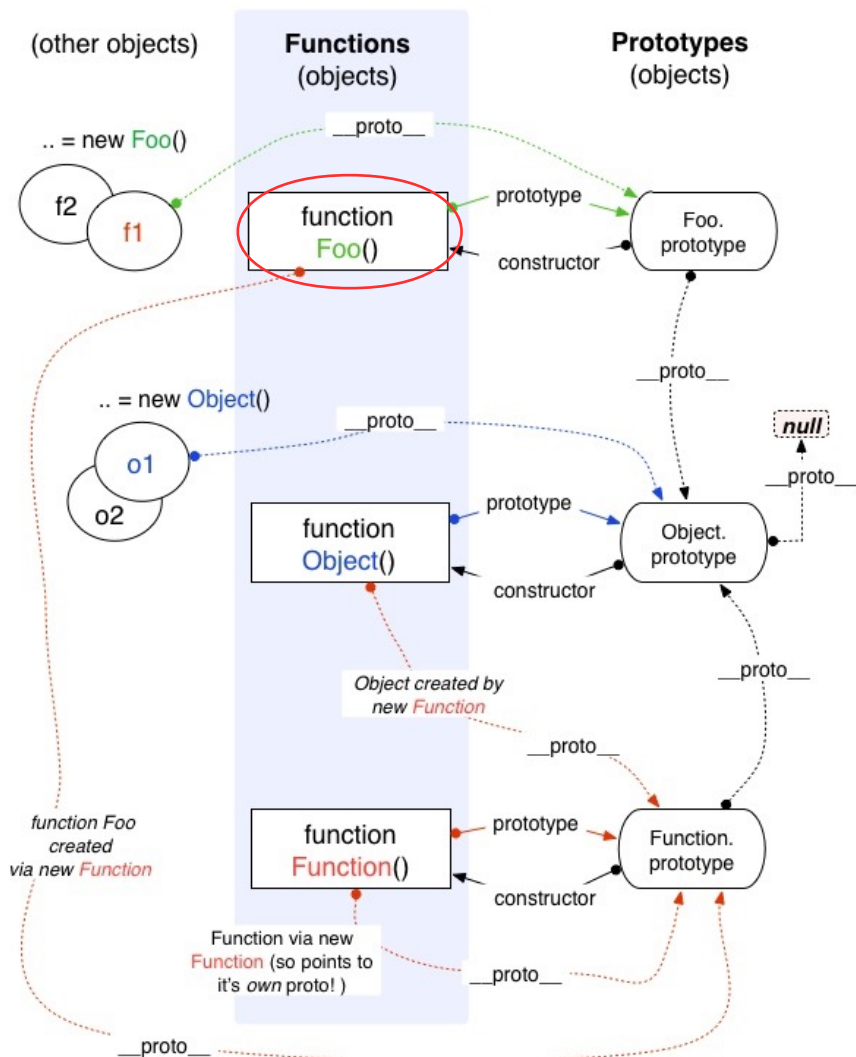 (other objects)
Functions
(objects)
Prototypes
(objects)
__proto__
.. = new Foo()
f2
f1
function
Foo()
prototype
constructor
Foo.
prototype
__proto__
.. = new Object()
__proto__
null
__proto__
o1
o2
function
Object()
prototype
constructor
Object.
prototype
Object created by
new Function
__proto__
__proto__
function Foo
created
via new Function
function
Function()
prototype
constructor
Function.
prototype
Function via new
Function (so points to
it's own proto! )
__proto__
__proto__